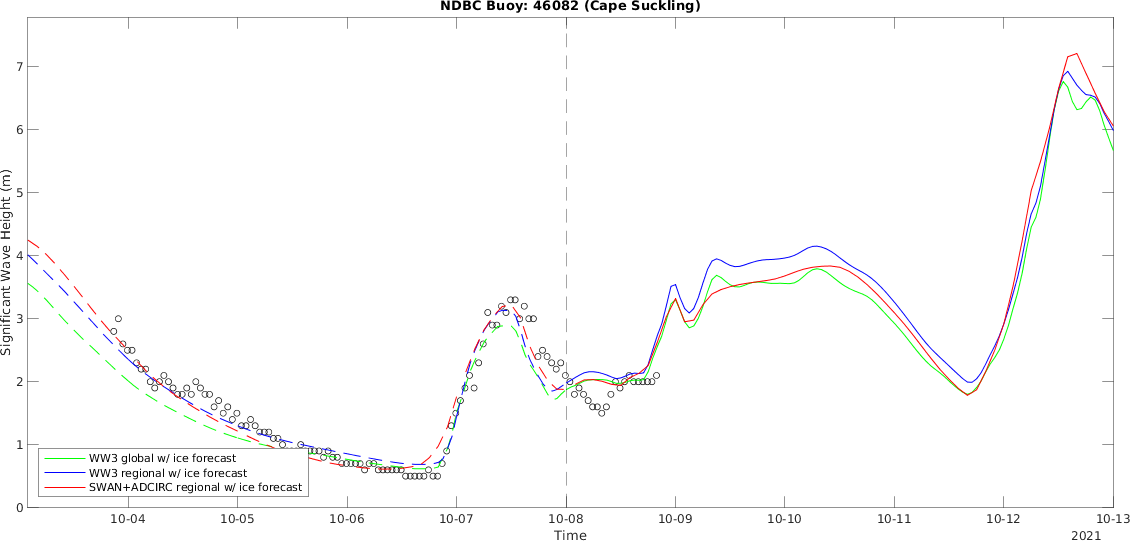 NDBC Buoy: 46082 (Cape Suckling)
Significant Wave Height (m)
7
6
5
4
3
2
1
0
WW3 global w/ ice forecast
WW3 regional w/ ice forecast
SWAN+ADCIRC regional w/ ice forecast
10-04 10-05 10-06 10-07 10-08 10-09 10-10 10-11 10-12 10-13
Time
2021